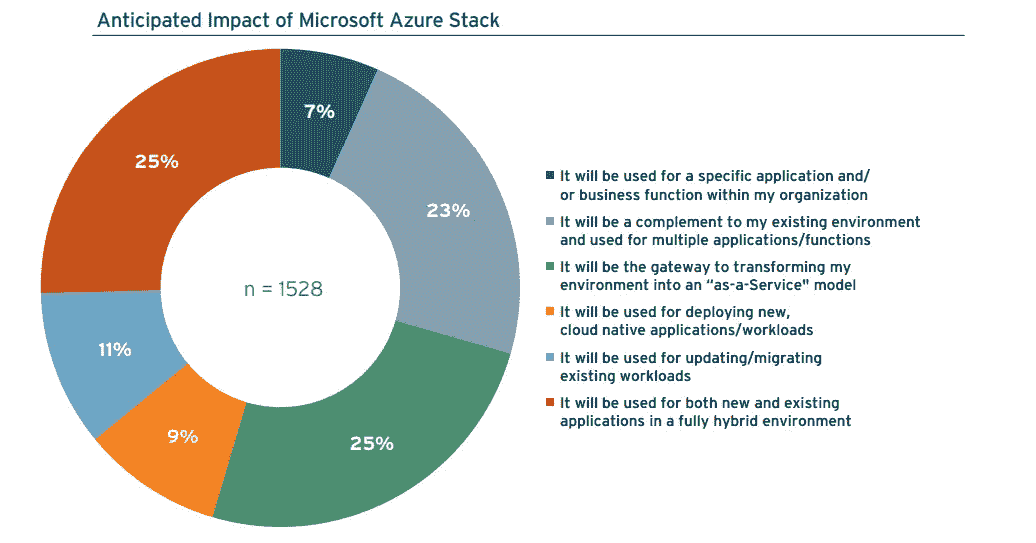 Anticipated Impact of Microsoft Azure Stack
7%
25%
23%
n = 1528
11%
9%
25%
It will be used for a specific application and/
or business function within my organization
It will be a complement to my existing environment
and used for multiple applications/functions
It will be the gateway to transforming my
environment into an “as-a-Service" model
It will be used for deploying new,
cloud native applications/workloads
It will be used for updating/migrating
existing workloads
It will be used for both new and existing
applications in a fully hybrid environment